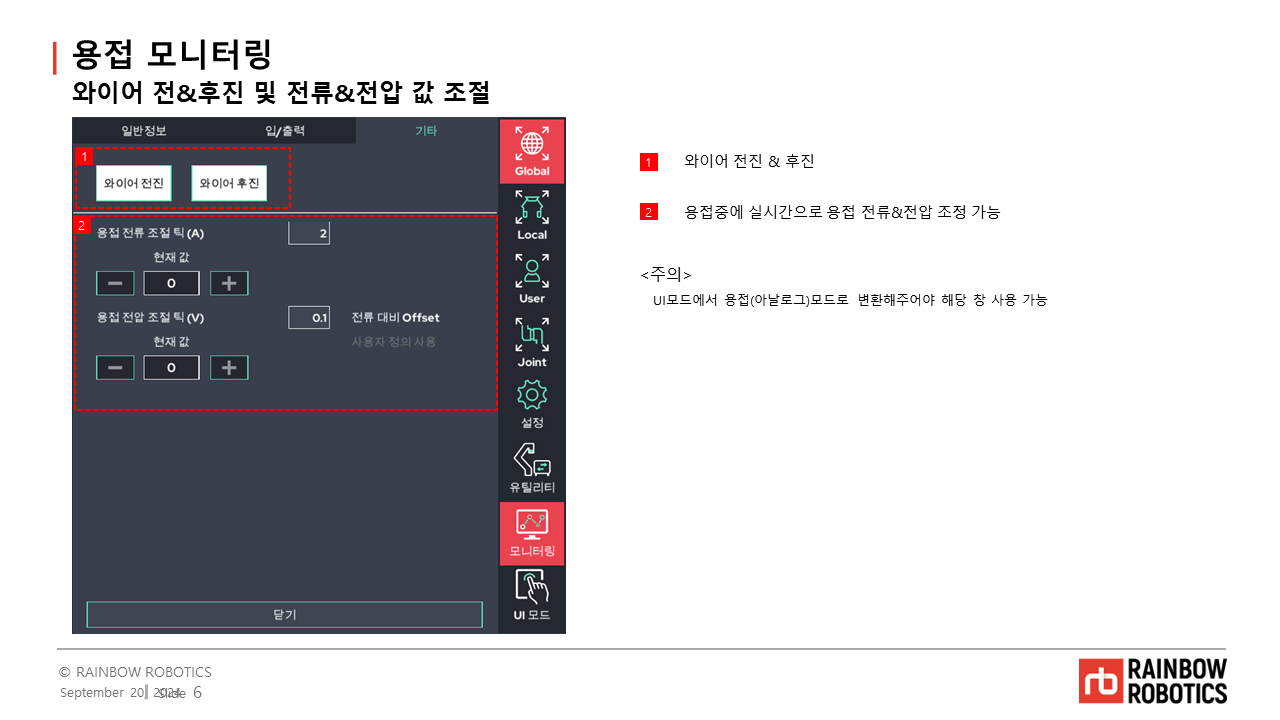 용접 모니터링
와이어 전&후진 및 전류&전압 값 조절
일반정보 입/출력 기타
1
와이어 전진 와이어 후진
2
용접 전류 조절 틱 (A) 2
현재 값
− 0 +
용접 전압 조절 틱 (V) 0.1 전류 대비 Offset
현재 값 사용자 정의 사용
− 0 +
닫기
Global
Local
User
Joint
설정
유틸리티
모니터링
UI 모드
1 와이어 전진 & 후진
2 용접중에 실시간으로 용접 전류&전압 조정 가능
<주의>
UI모드에서 용접(아날로그)모드로 변환해주어야 해당 창 사용 가능
© RAINBOW ROBOTICS
September 20, 2024 Slide 6
rb RAINBOW
ROBOTICS